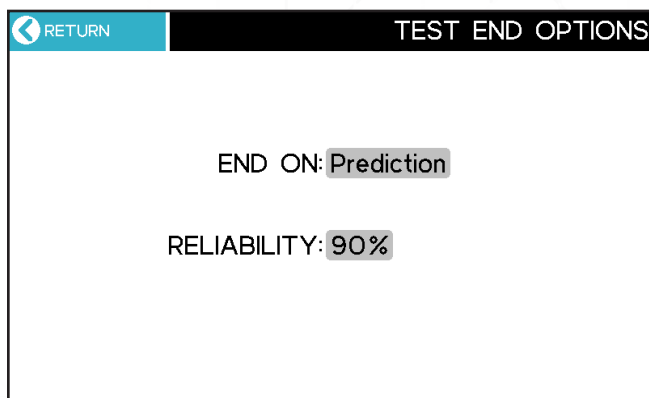 RETURN
TEST END OPTIONS
END ON: Prediction
RELIABILITY: 90%